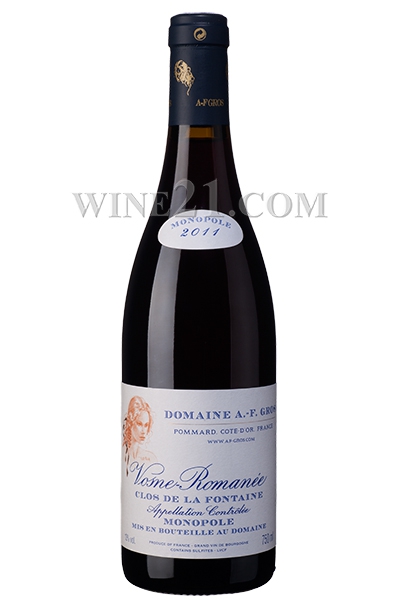 A-F GROS
WINE21.COM
MONOPOLE
2011
DOMAINE A.-F. GROS
POMMARD, COTE-D'OR, FRANCE
WWW.AF-GROS.COM
Vosne-Romanée
CLOS DE LA FONTAINE
Appellation Contrôlée
MONOPOLE
MIS EN BOUTEILLE AU DOMAINE
PRODUCE OF FRANCE - GRAND VIN DE BOURGOGNE
750 ml
CONTAINS SULFITES